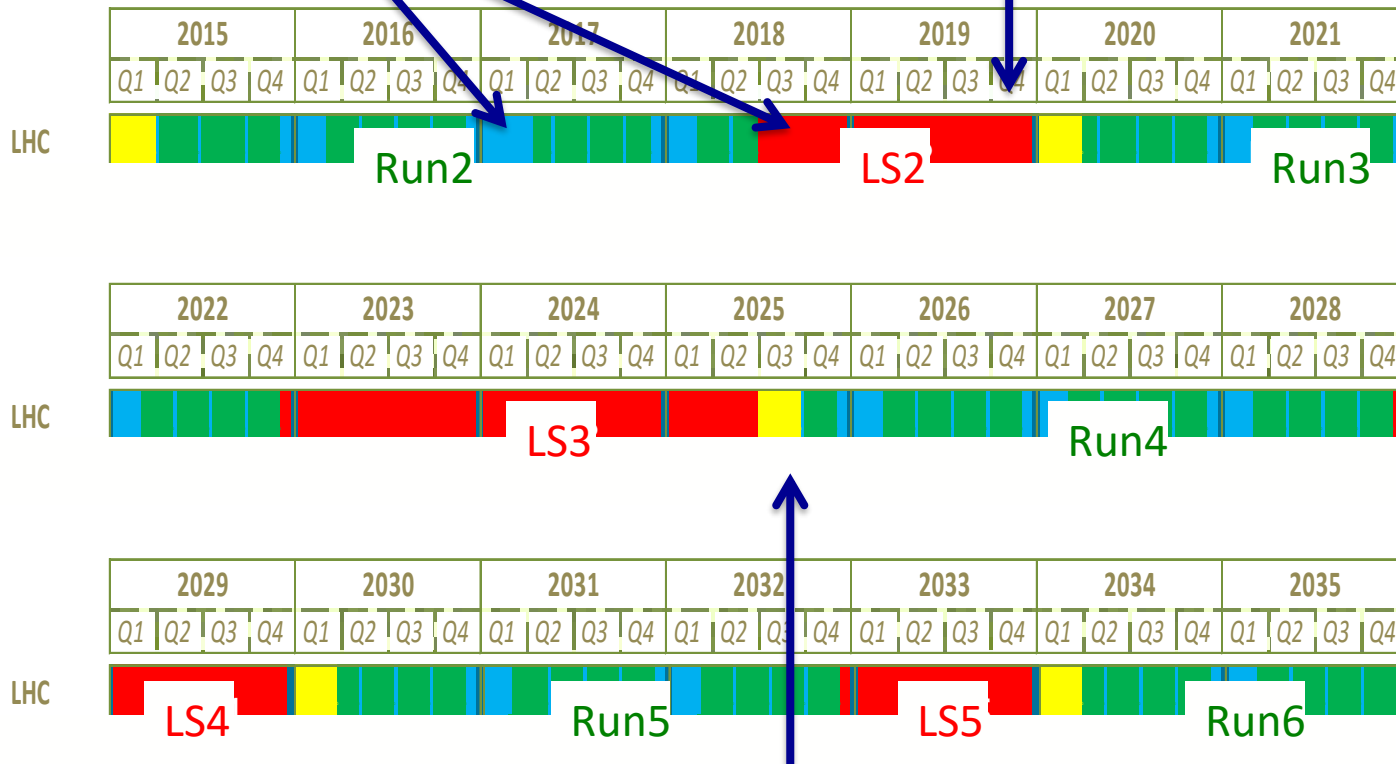 2015 2016 2017 2018 2019 2020 2021
Q1 Q2 Q3 Q4 Q1 Q2 Q3 Q4 Q1 Q2 Q3 Q4 Q1 Q2 Q3 Q4 Q1 Q2 Q3 Q4 Q1 Q2 Q3 Q4 Q1 Q2 Q3 Q4
LHC
Run2 LS2 Run3
2022 2023 2024 2025 2026 2027 2028
Q1 Q2 Q3 Q4 Q1 Q2 Q3 Q4 Q1 Q2 Q3 Q4 Q1 Q2 Q3 Q4 Q1 Q2 Q3 Q4 Q1 Q2 Q3 Q4 Q1 Q2 Q3 Q4
LHC
LS3 Run4
2029 2030 2031 2032 2033 2034 2035
Q1 Q2 Q3 Q4 Q1 Q2 Q3 Q4 Q1 Q2 Q3 Q4 Q1 Q2 Q3 Q4 Q1 Q2 Q3 Q4 Q1 Q2 Q3 Q4 Q1 Q2 Q3 Q4
LHC
LS4 Run5 LS5 Run6